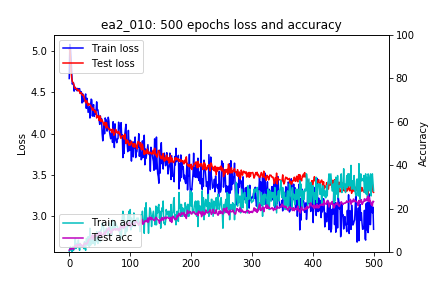 ea2_010: 500 epochs loss and accuracy
Train loss
Test loss
Train acc
Test acc
Loss
5.0
4.5
4.0
3.5
3.0
Accuracy
100
80
60
40
20
0
0
100
200
300
400
500